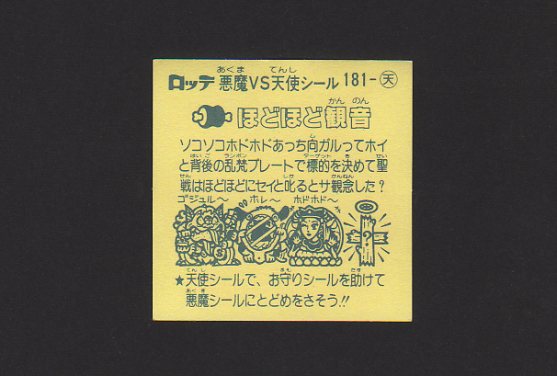 ロッテ 悪魔VS天使シール 181-天
ほどほど観音
ソコソコホドホドあっち向ガルってホイ
と背後の乱梵プレートで標的を決めて聖
戦はほどほどにセイと叱るとサ観念した?
ゴジュル〜 ホレ〜 ホドホド〜
?
★天使シールで、お守りシールを助けて
悪魔シールにとどめをさそう!!